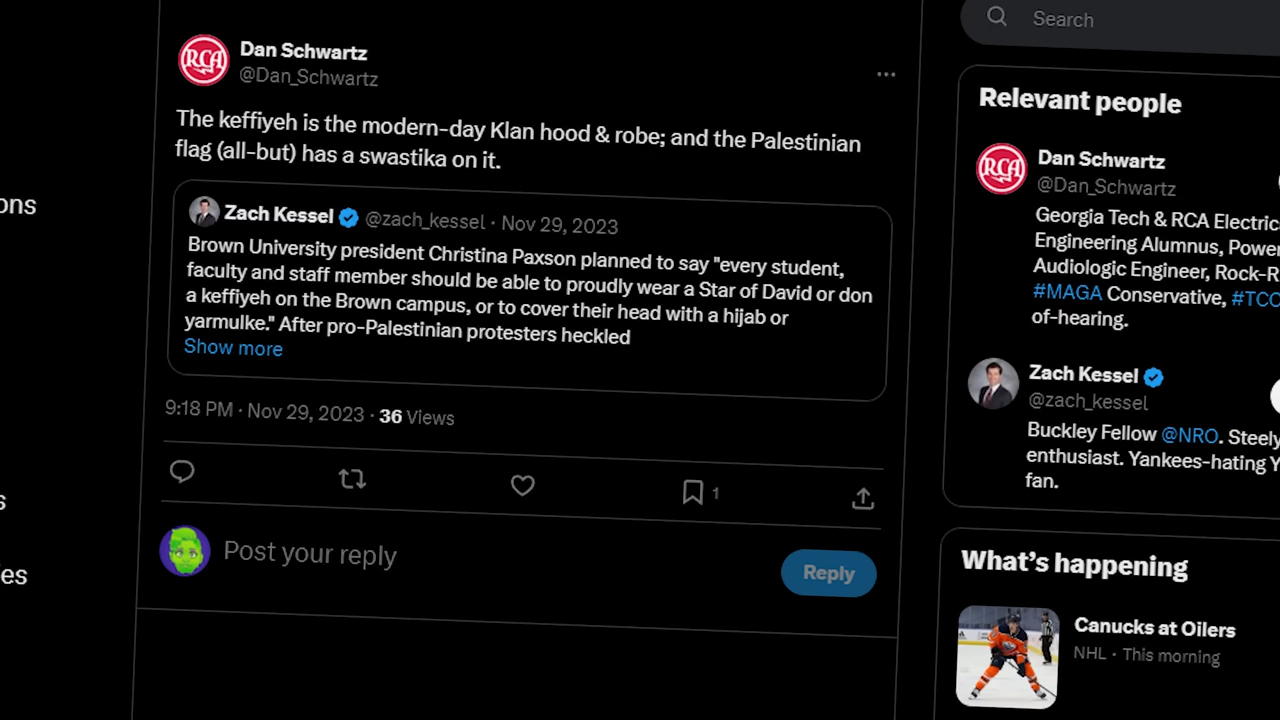 Dan Schwartz
@Dan_Schwartz
The keffiyeh is the modern-day Klan hood & robe; and the Palestinian
flag (all-but) has a swastika on it.
Zach Kessel @zach_kessel · Nov 29, 2023
Brown University president Christina Paxson planned to say "every student,
faculty and staff member should be able to proudly wear a Star of David or don
a keffiyeh on the Brown campus, or to cover their head with a hijab or
yarmulke." After pro-Palestinian protesters heckled
Show more
9:18 PM · Nov 29, 2023 · 36 Views
1
Post your reply
Reply
Search
Relevant people
RCA
Dan Schwartz
@Dan_Schwartz
Georgia Tech & RCA Electrica
Engineering Alumnus, Power
Audiologic Engineer, Rock-R
#MAGA Conservative, #TCO
of-hearing.
Zach Kessel
@zach_kessel
Buckley Fellow @NRO. Steely
enthusiast. Yankees-hating Y
fan.
What's happening
Canucks at Oilers
NHL · This morning
ons
s
es
RCA